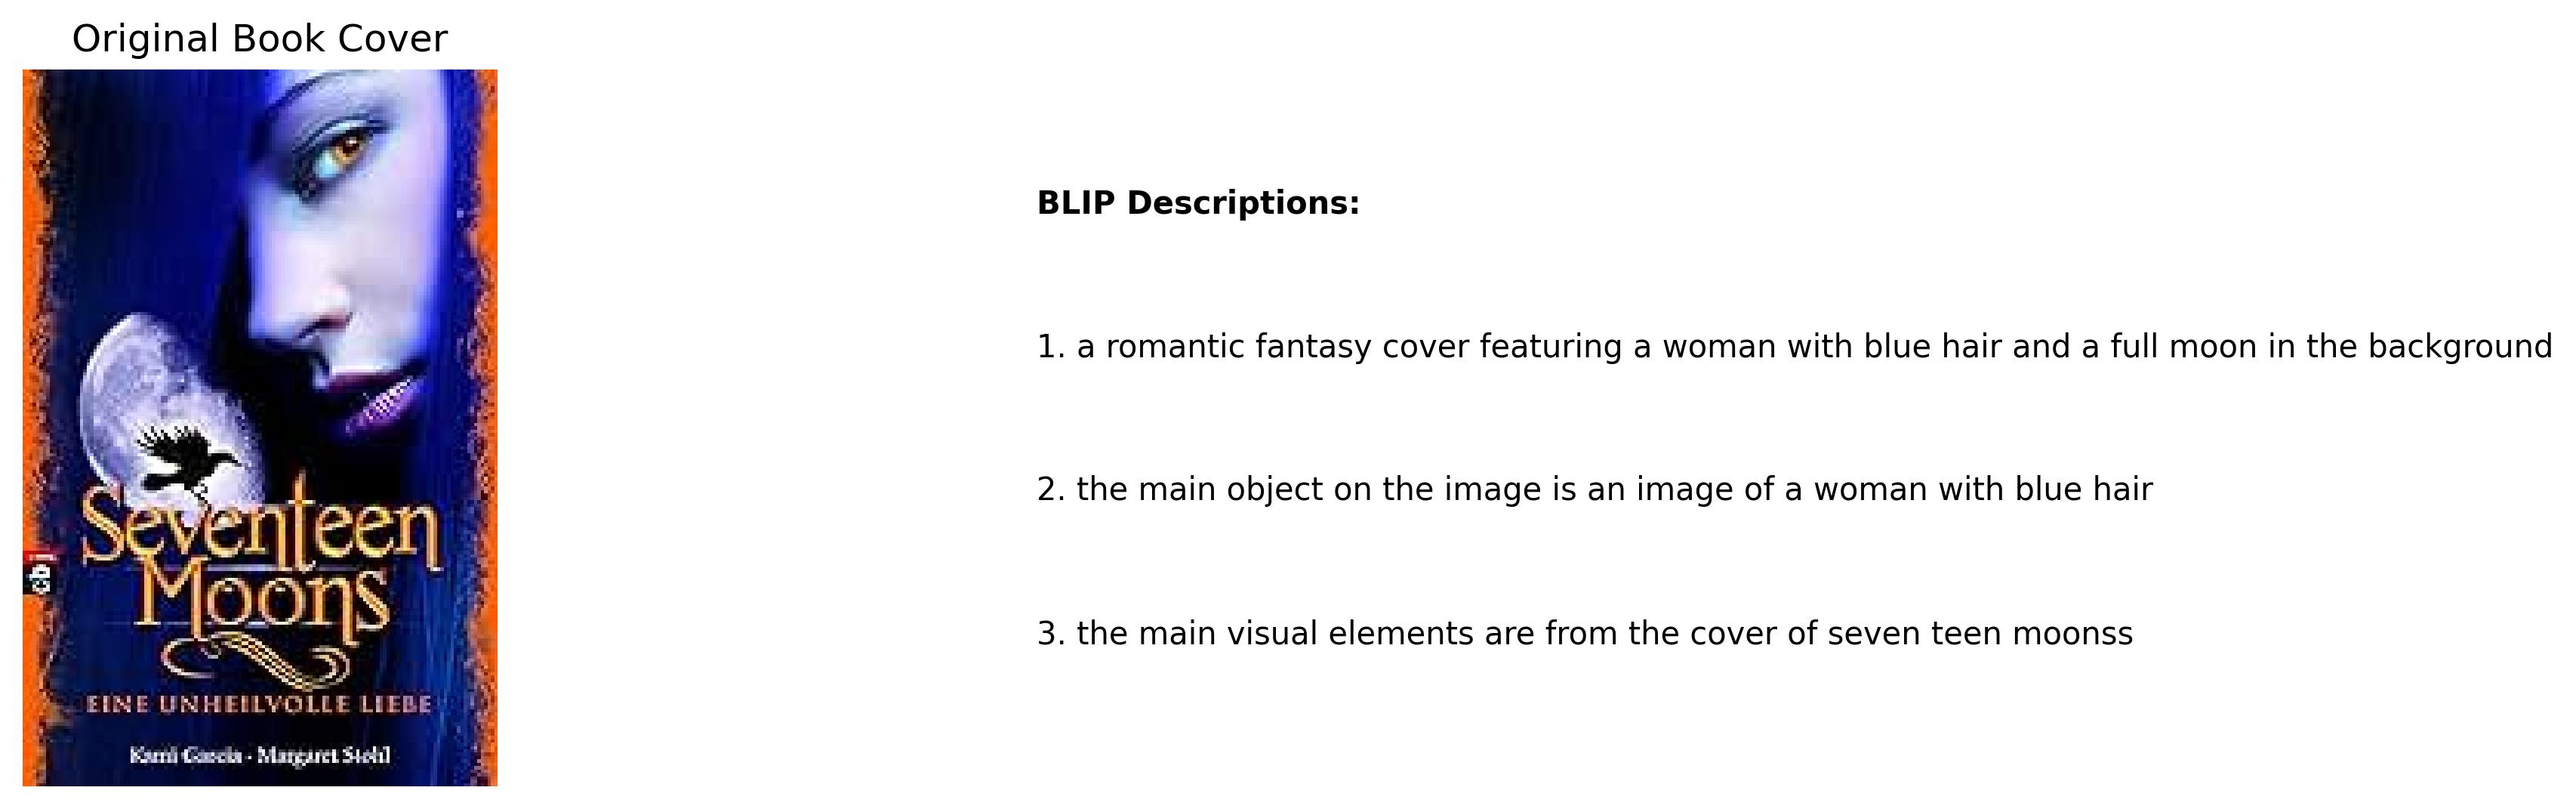 Original Book Cover
Seventeen
Moons
cbj
EINE UNHEILVOLLE LIEBE
Kami Garcia · Margaret Stohl
BLIP Descriptions:
1. a romantic fantasy cover featuring a woman with blue hair and a full moon in the background
2. the main object on the image is an image of a woman with blue hair
3. the main visual elements are from the cover of seven teen moonss